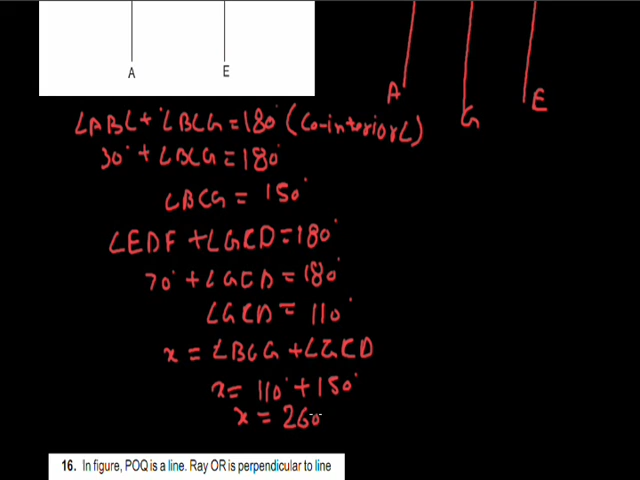 A E
A G E
∠ABC + ∠BCG = 180° (Co-interior ∠)
30° + ∠BCG = 180°
∠BCG = 150°
∠EDF + ∠GCD = 180°
70° + ∠GCD = 180°
∠GCD = 110°
x = ∠BCG + ∠GCD
x = 110° + 150°
x = 260
16. In figure, POQ is a line. Ray OR is perpendicular to line